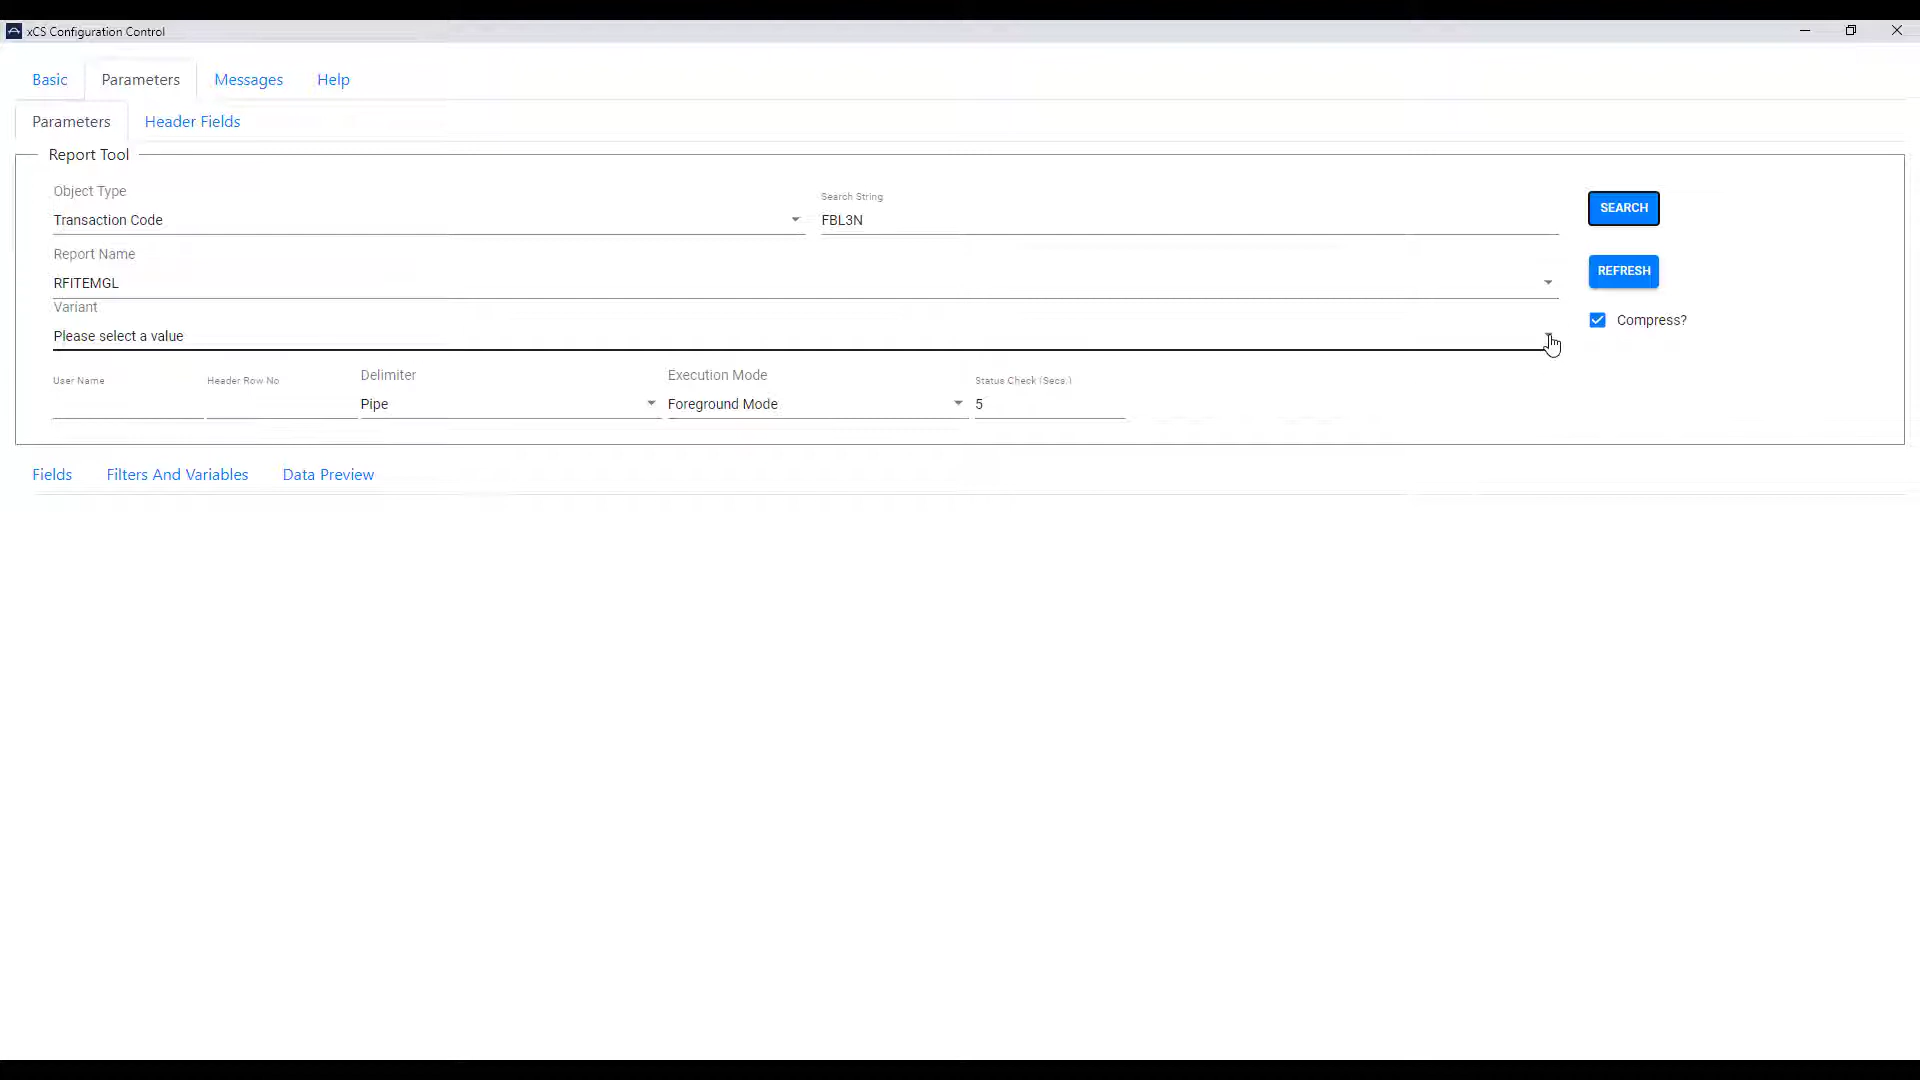 xCS Configuration Control
Basic Parameters Messages Help
Parameters Header Fields
Report Tool
Object Type
Transaction Code
Search String
FBL3N
SEARCH
Report Name
RFITEMGL
REFRESH
Variant
Please select a value
Compress?
User Name Header Row No Delimiter Execution Mode Status Check (Secs.)
Pipe Foreground Mode 5
Fields Filters And Variables Data Preview